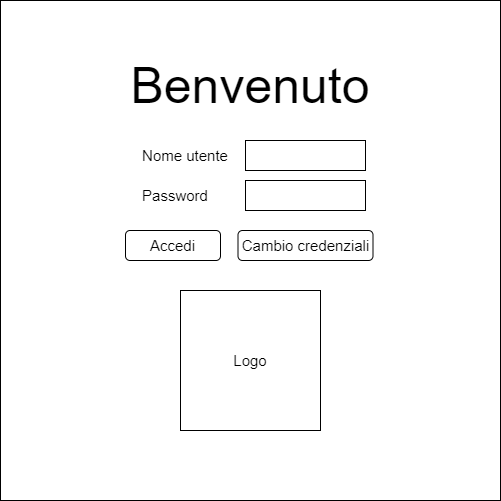 Benvenuto
Nome utente
Password
Accedi
Cambio credenziali
Logo